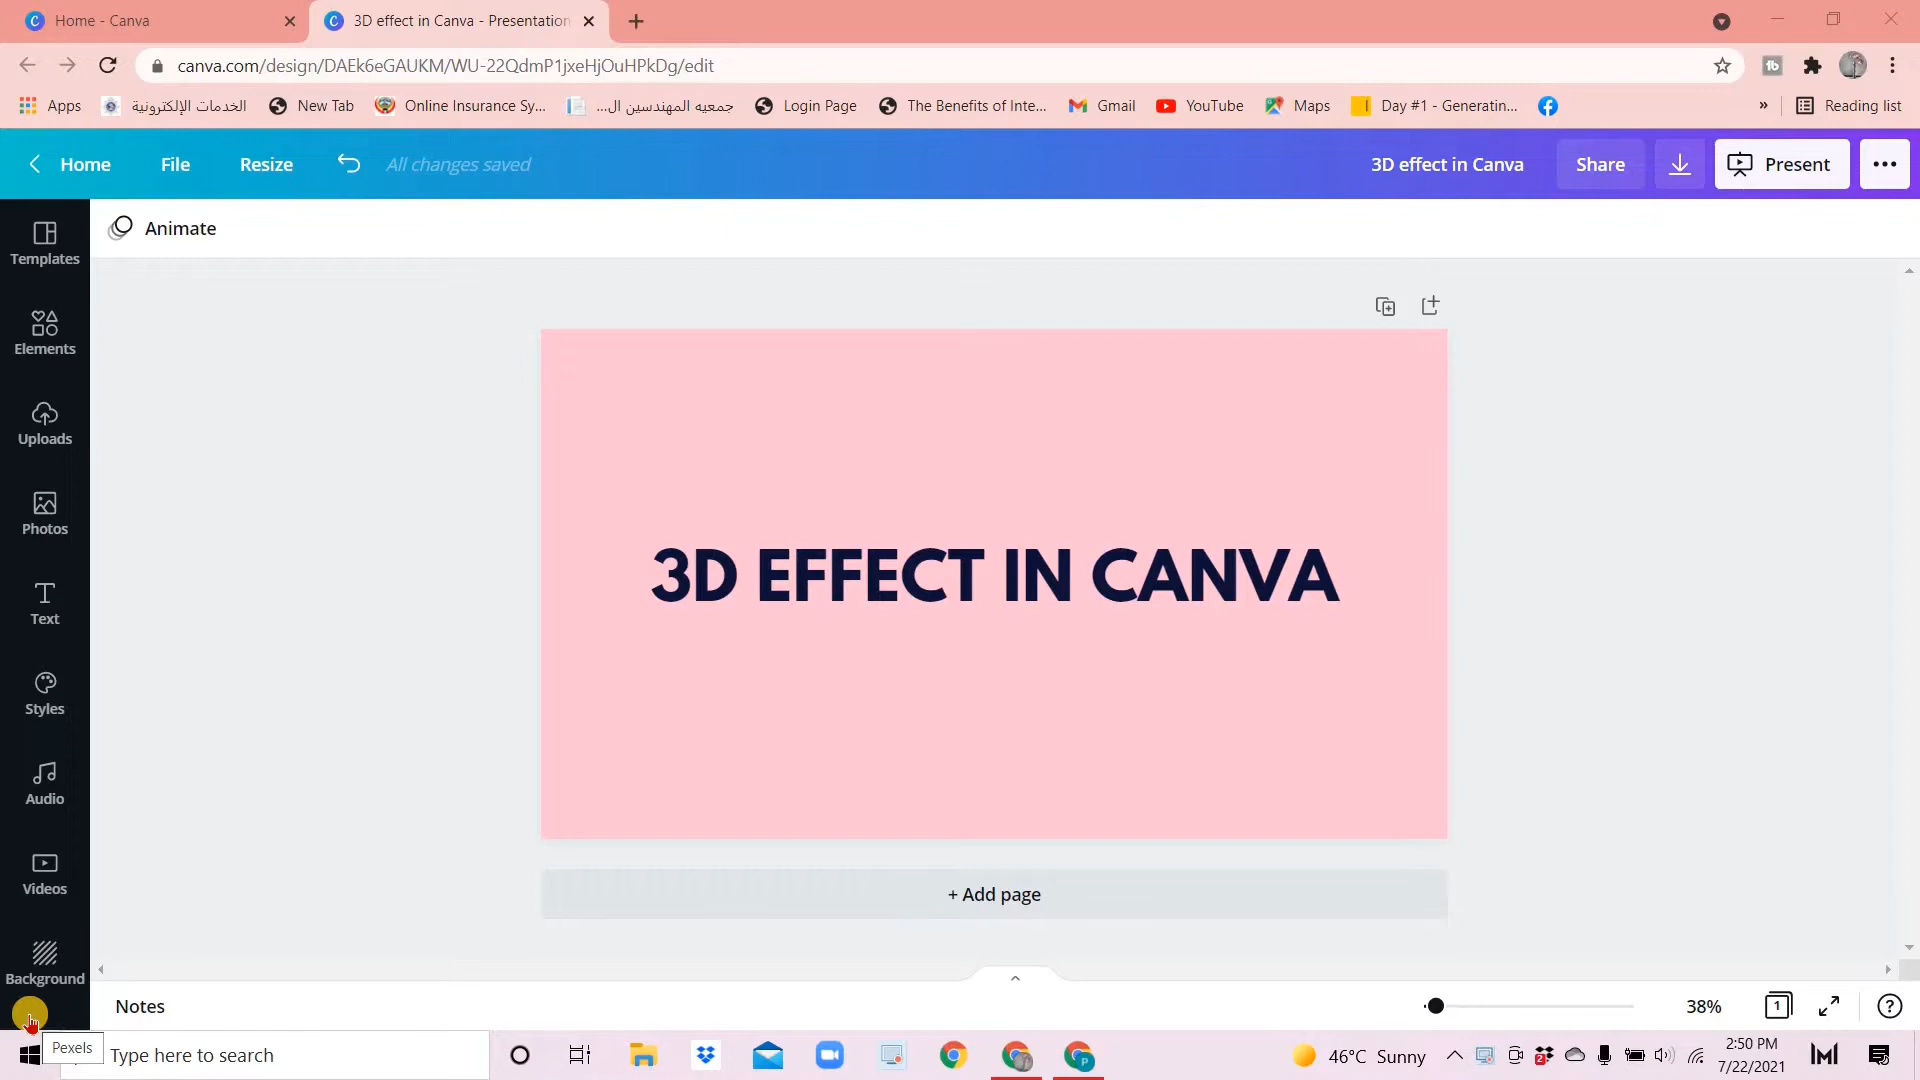 Home - Canva
3D effect in Canva - Presentation
canva.com/design/DAEk6eGAUKM/WU-22QdmP1jxeHjOuHPkDg/edit
Apps
الخدمات الإلكترونية
New Tab
Online Insurance Sy...
جمعيه المهندسين ال...
Login Page
The Benefits of Inte...
Gmail
YouTube
Maps
Day #1 - Generatin...
»
Reading list
Home
File
Resize
All changes saved
3D effect in Canva
Share
Present
Animate
Templates
Elements
Uploads
Photos
Text
Styles
Audio
Videos
Background
3D EFFECT IN CANVA
+ Add page
Notes
38%
1
?
Pexels
Type here to search
46°C Sunny
2:50 PM
7/22/2021